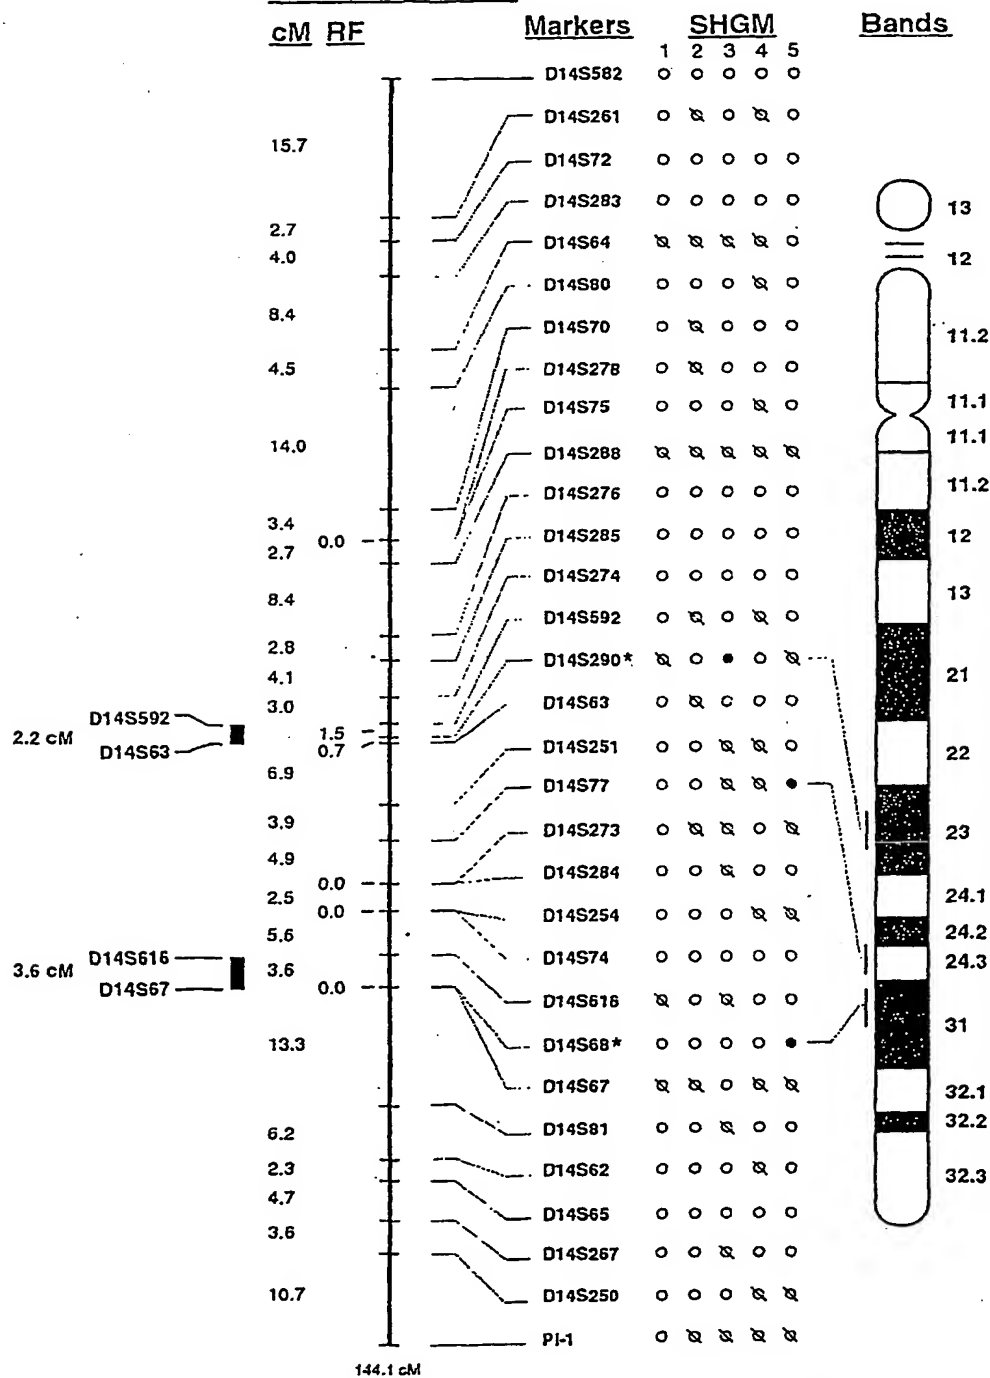 cM RF Markers SHGM Bands
1 2 3 4 5
D14S582
D14S261
15.7
D14S72
D14S283
13
2.7
D14S64
4.0
12
D14S80
8.4
D14S70
11.2
4.5
D14S278
D14S75
11.1
11.1
14.0
D14S288
11.2
D14S276
3.4
0.0
D14S285
12
2.7
D14S274
8.4
13
D14S592
2.8
D14S290*
21
4.1
D14S63
3.0
D14S592
1.5
2.2 cM
D14S63
0.7
D14S251
22
6.9
D14S77
3.9
D14S273
23
4.9
D14S284
0.0
24.1
2.5
0.0
D14S254
5.6
24.2
D14S616
D14S74
24.3
3.6 cM
3.6
D14S67
0.0
D14S616
31
13.3
D14S68*
D14S67
32.1
32.2
6.2
D14S81
2.3
D14S62
32.3
4.7
D14S65
3.6
D14S267
10.7
D14S250
PI-1
144.1 cM